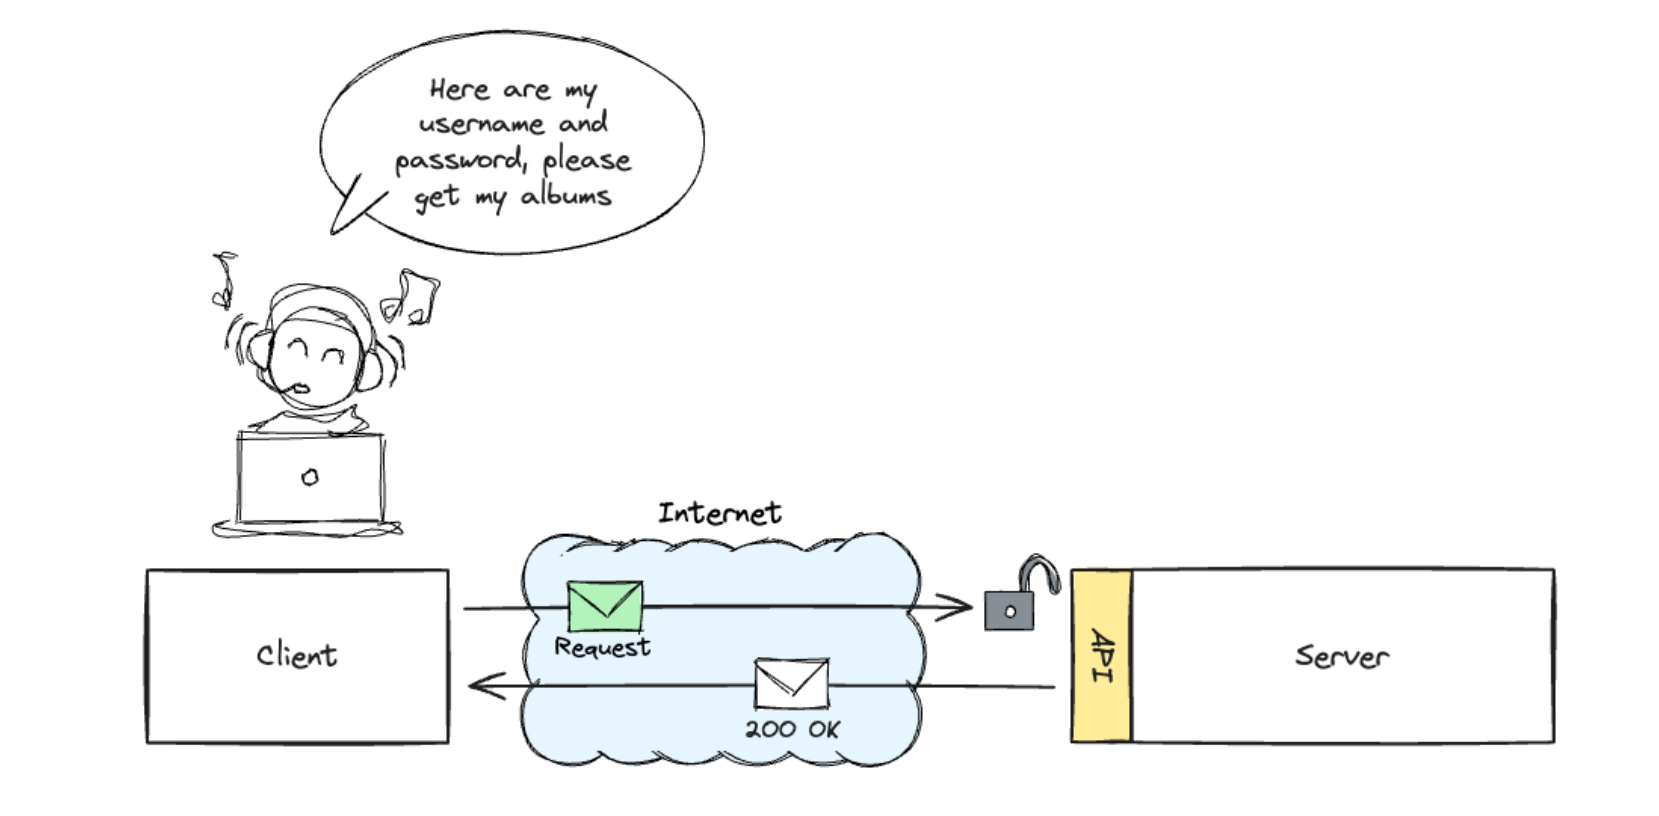 Here are my
username and
password, please
get my albums
Internet
Request
Client
API
Server
200 OK